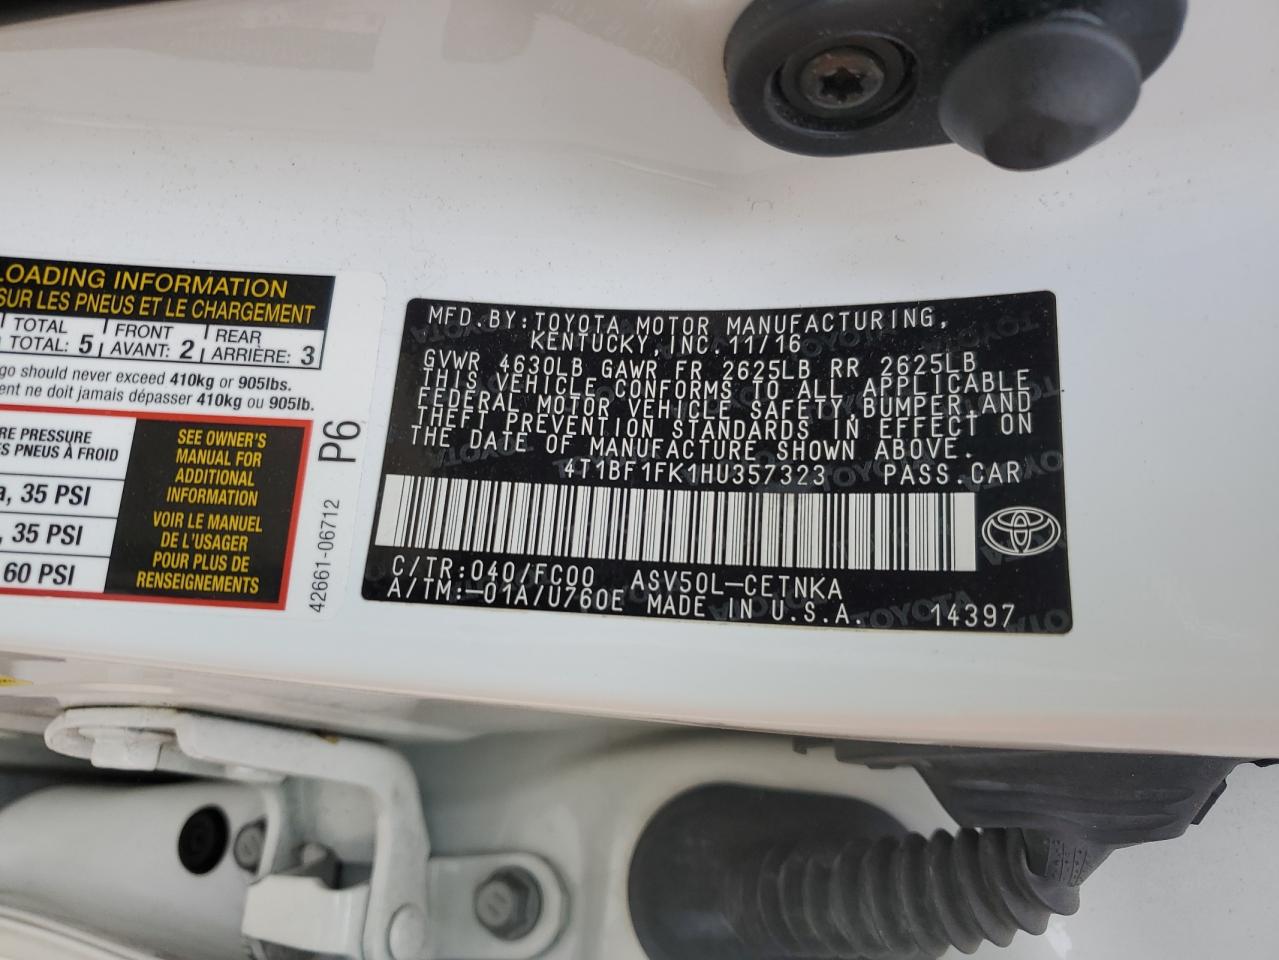 LOADING INFORMATION
SUR LES PNEUS ET LE CHARGEMENT
TOTAL
TOTAL: 5
FRONT
AVANT: 2
REAR
ARRIÈRE: 3
go should never exceed 410kg or 905lbs.
ent ne doit jamais dépasser 410kg ou 905lb.
RE PRESSURE
ES PNEUS À FROID
35 PSI
35 PSI
60 PSI
SEE OWNER'S
MANUAL FOR
ADDITIONAL
INFORMATION
VOIR LE MANUEL
DE L'USAGER
POUR PLUS DE
RENSEIGNEMENTS
P6
42661-06712
MFD.BY:TOYOTA MOTOR MANUFACTURING,
KENTUCKY,INC.11/16
GVWR 4630LB GAWR FR 2625LB RR 2625LB
THIS VEHICLE CONFORMS TO ALL APPLICABLE
FEDERAL MOTOR VEHICLE SAFETY,BUMPER,AND
THEFT PREVENTION STANDARDS IN EFFECT ON
THE DATE OF MANUFACTURE SHOWN ABOVE.
4T1BF1FK1HU357323 PASS.CAR
C/TR:040/FC00 ASV50L-CETNKA
A/TM:-01A/U760E MADE IN U.S.A. 14397